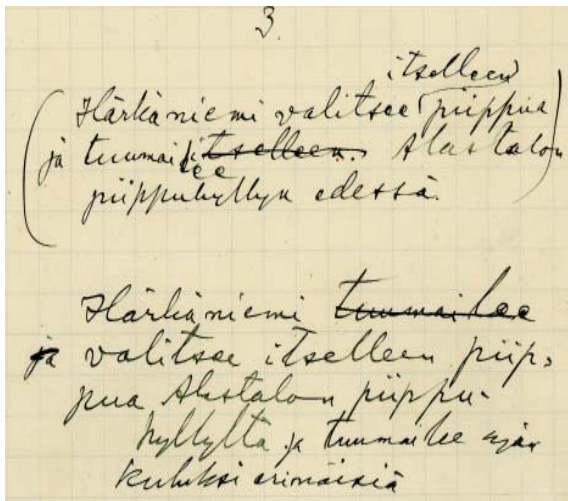 3.
itselleen
Härkäniemi valitsee piippua
ja tuumailee itselleen. Alastalon
piippuhyllyn edessä.
Härkäniemi tuumailee
ja valitsee itselleen piip-
pua Alastalon piippu-
hyllyltä ja tuumailee ajan
kuluksi erinäisiä